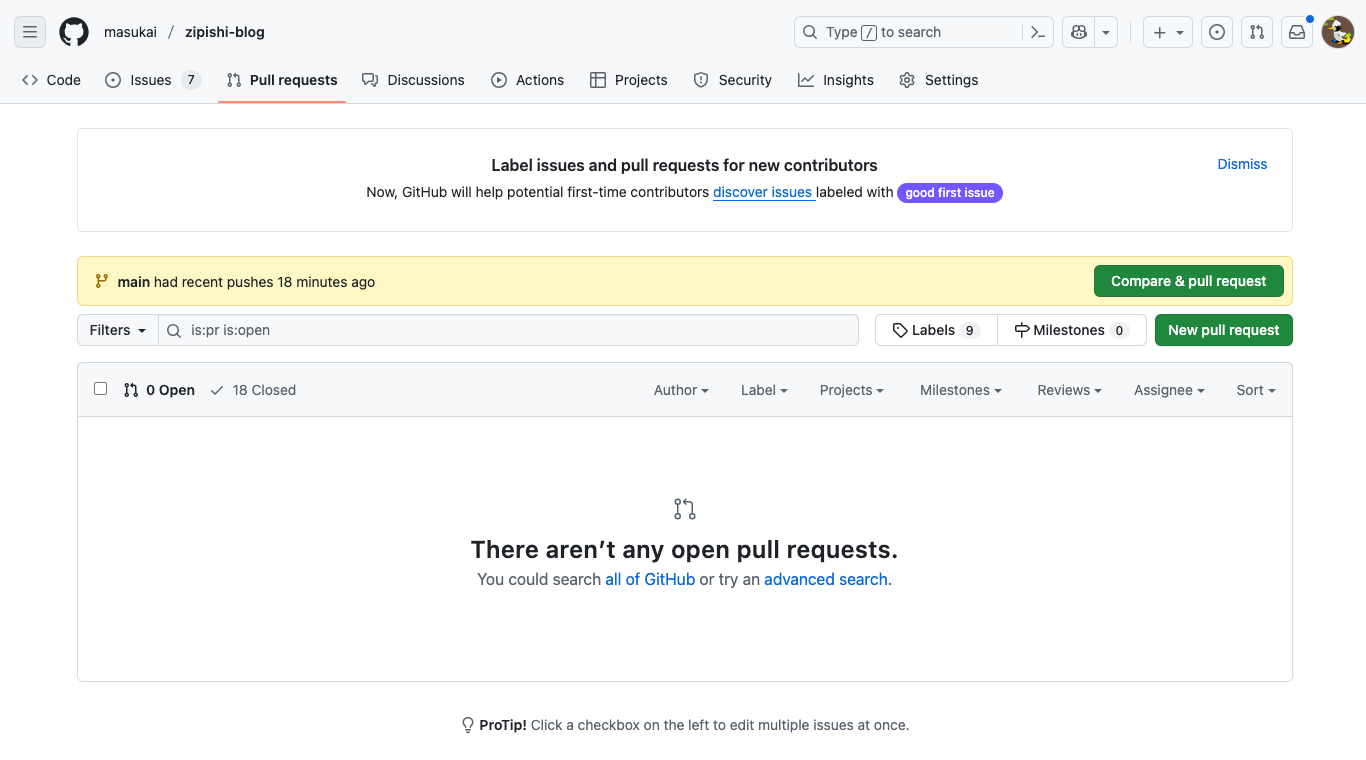 masukai / zipishi-blog Type / to search
Code Issues 7 Pull requests Discussions Actions Projects Security Insights Settings
Label issues and pull requests for new contributors Dismiss
Now, GitHub will help potential first-time contributors discover issues labeled with good first issue
main had recent pushes 18 minutes ago Compare & pull request
Filters is:pr is:open Labels 9 Milestones 0 New pull request
0 Open 18 Closed Author Label Projects Milestones Reviews Assignee Sort
There aren’t any open pull requests.
You could search all of GitHub or try an advanced search.
ProTip! Click a checkbox on the left to edit multiple issues at once.